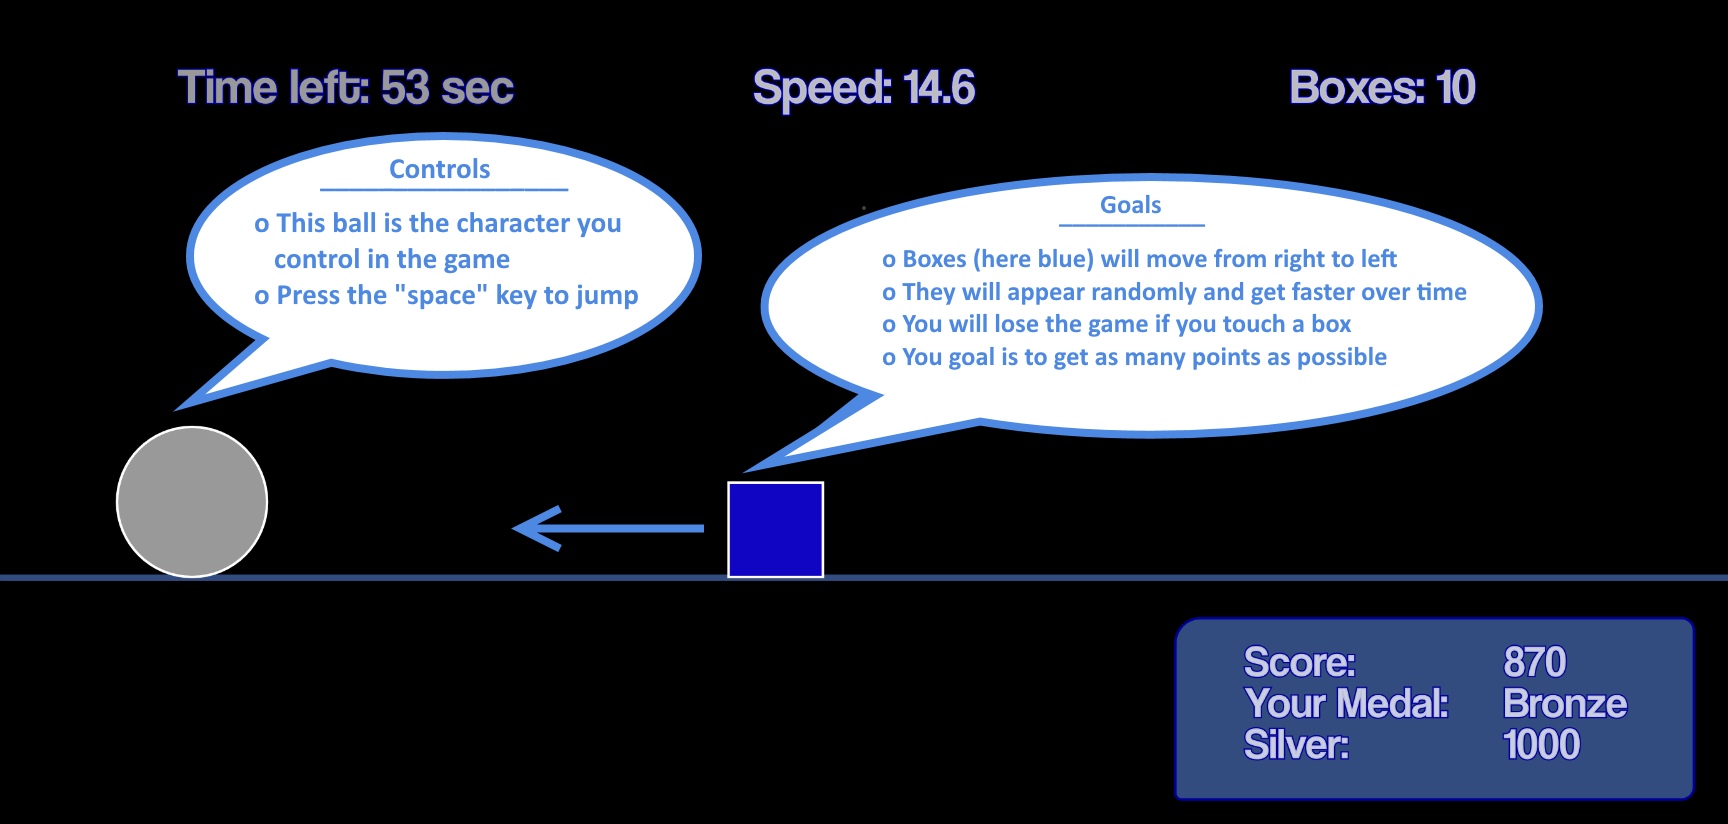 Time left: 53 sec
Speed: 14.6
Boxes: 10
Controls
o This ball is the character you
control in the game
o Press the "space" key to jump
Goals
o Boxes (here blue) will move from right to left
o They will appear randomly and get faster over time
o You will lose the game if you touch a box
o You goal is to get as many points as possible
Score: 870
Your Medal: Bronze
Silver: 1000